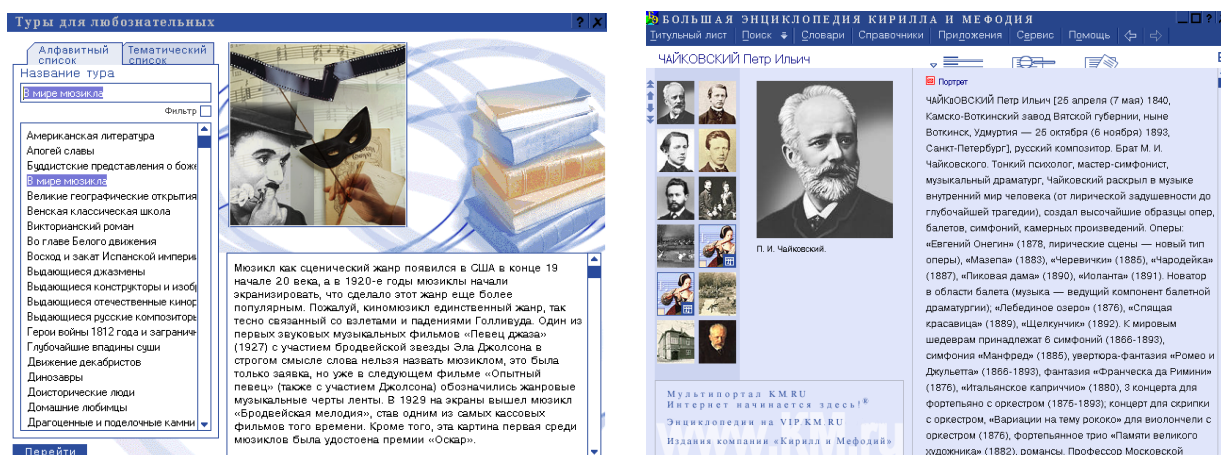 Туры для любознательных
Алфавитный список
Тематический список
Название тура
В мире мюзикла
Фильтр
Американская литература
Апогей славы
Буддистские представления о боже
В мире мюзикла
Великие географические открытия
Венская классическая школа
Викторианский роман
Во главе Белого движения
Восход и закат Испанской импери
Выдающиеся джазмены
Выдающиеся конструкторы и изоб
Выдающиеся отечественные кинор
Выдающиеся русские композиторы
Герои войны 1812 года и заграничн
Глубочайшие впадины суши
Движение декабристов
Динозавры
Доисторические люди
Домашние любимцы
Драгоценные и поделочные камни
Перейти
Мюзикл как сценический жанр появился в США в конце 19
начале 20 века, а в 1920-е годы мюзиклы начали
экранизировать, что сделало этот жанр еще более
популярным. Пожалуй, киномюзикл единственный жанр, так
тесно связанный со взлетами и падениями Голливуда. Один из
первых звуковых музыкальных фильмов «Певец джаза»
(1927) с участием бродвейской звезды Эла Джолсона в
строгом смысле слова нельзя назвать мюзиклом, это была
только заявка, но уже в следующем фильме «Опытный
певец» (также с участием Джолсона) обозначились жанровые
музыкальные черты ленты. В 1929 на экраны вышел мюзикл
«Бродвейская мелодия», став одним из самых кассовых
фильмов того времени. Кроме того, эта картина первая среди
мюзиклов была удостоена премии «Оскар».
БОЛЬШАЯ ЭНЦИКЛОПЕДИЯ КИРИЛЛА И МЕФОДИЯ
Титульный лист Поиск Словари Справочники Приложения Сервис Помощь
ЧАЙКОВСКИЙ Петр Ильич
П. И. Чайковский.
Мультипортал KM.RU
Интернет начинается здесь!®
Энциклопедии на VIP.KM.RU
Издания компании «Кирилл и Мефодий»
www.KM.ru
Портрет
ЧАЙКОВСКИЙ Петр Ильич [25 апреля (7 мая) 1840,
Камско-Воткинский завод Вятской губернии, ныне
Воткинск, Удмуртия — 25 октября (6 ноября) 1893,
Санкт-Петербург], русский композитор. Брат М. И.
Чайковского. Тонкий психолог, мастер-симфонист,
музыкальный драматург, Чайковский раскрыл в музыке
внутренний мир человека (от лирической задушевности до
глубочайшей трагедии), создал высочайшие образцы опер,
балетов, симфоний, камерных произведений. Оперы:
«Евгений Онегин» (1878, лирические сцены — новый тип
оперы), «Мазепа» (1883), «Черевички» (1885), «Чародейка»
(1887), «Пиковая дама» (1890), «Иоланта» (1891). Новатор
в области балета (музыка — ведущий компонент балетной
драматургии); «Лебединое озеро» (1876), «Спящая
красавица» (1889), «Щелкунчик» (1892). К мировым
шедеврам принадлежат 6 симфоний (1866-1893),
симфония «Манфред» (1885), увертюра-фантазия «Ромео и
Джульетта» (1866-1893), фантазия «Франческа да Римини»
(1876), «Итальянское каприччио» (1880), 3 концерта для
фортепьяно с оркестром (1875-1893); концерт для скрипки
с оркестром, «Вариации на тему рококо» для виолончели с
оркестром (1876), фортепьянное трио «Памяти великого
художника» (1882), романсы. Профессор Московской